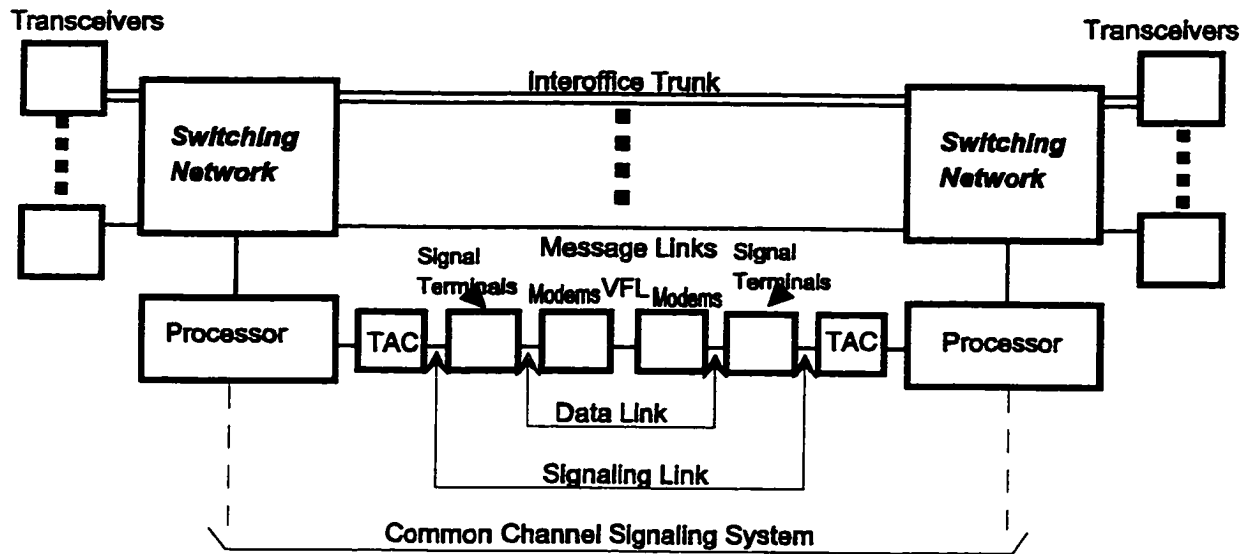 Transceivers
Transceivers
Interoffice Trunk
Switching
Network
Switching
Network
Message Links
Signal
Terminals
Signal
Terminals
Modems
VFL
Modems
Processor
TAC
TAC
Processor
Data Link
Signaling Link
Common Channel Signaling System